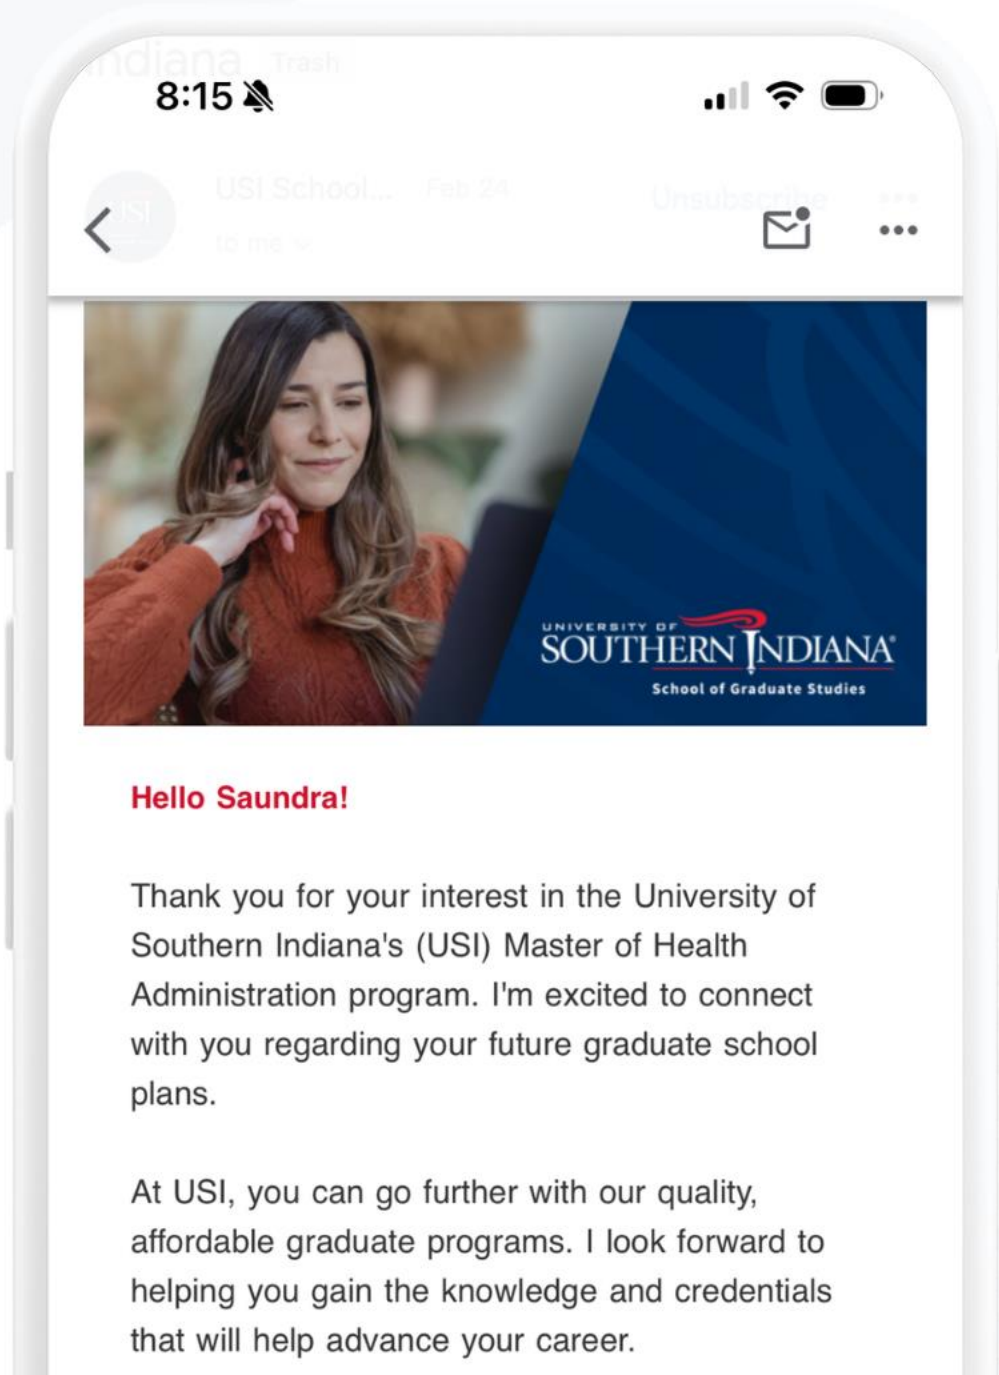 Indiana Trash
8:15
USI School... Feb 24 Unsubscribe
USI
to me
UNIVERSITY OF
SOUTHERN INDIANA®
School of Graduate Studies
Hello Saundra!
Thank you for your interest in the University of
Southern Indiana's (USI) Master of Health
Administration program. I'm excited to connect
with you regarding your future graduate school
plans.
At USI, you can go further with our quality,
affordable graduate programs. I look forward to
helping you gain the knowledge and credentials
that will help advance your career.